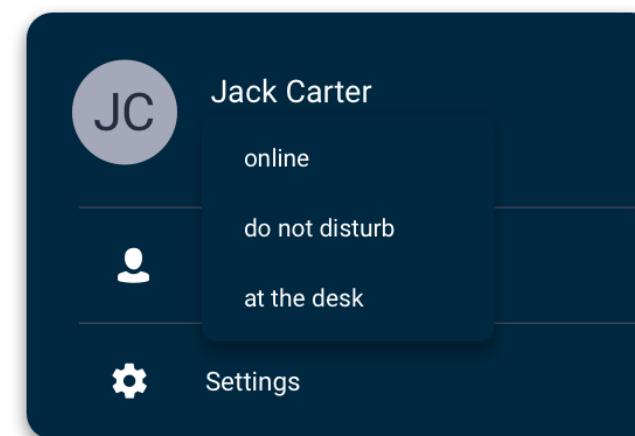 JC
Jack Carter
online
do not disturb
at the desk
Settings